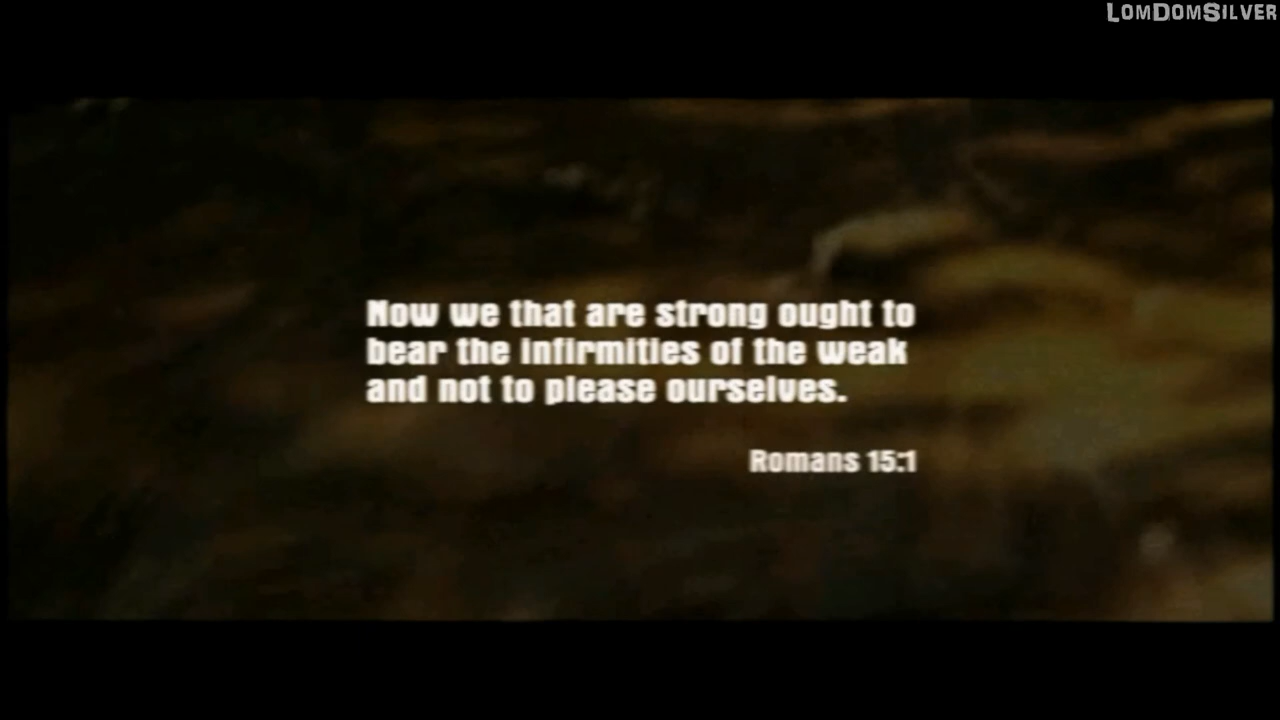 LomDomSilver
Now we that are strong ought to
bear the infirmities of the weak
and not to please ourselves.
Romans 15:1